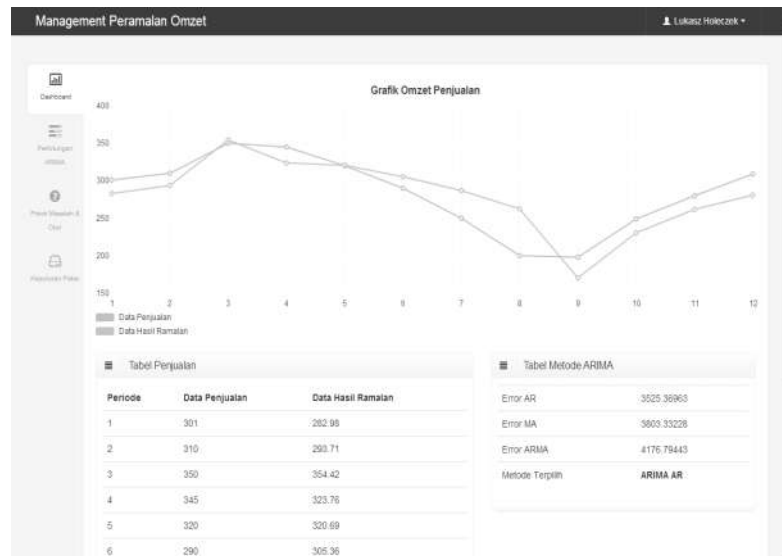 Management Peramalan Omzet
Lukasz Holeczek
Dashboard
Perhitungan
ARIMA
Grafik Omzet Penjualan
400
350
300
250
200
150
1 2 3 4 5 6 7 8 9 10 11 12
Data Penjualan
Data Hasil Ramalan
Tabel Penjualan
Periode Data Penjualan Data Hasil Ramalan
1 301 282.98
2 310 293.71
3 350 354.42
4 345 323.76
5 320 320.69
6 290 305.36
Tabel Metode ARIMA
Error AR 3525.36963
Error MA 3803.33228
Error ARMA 4176.79443
Metode Terpilih ARIMA AR